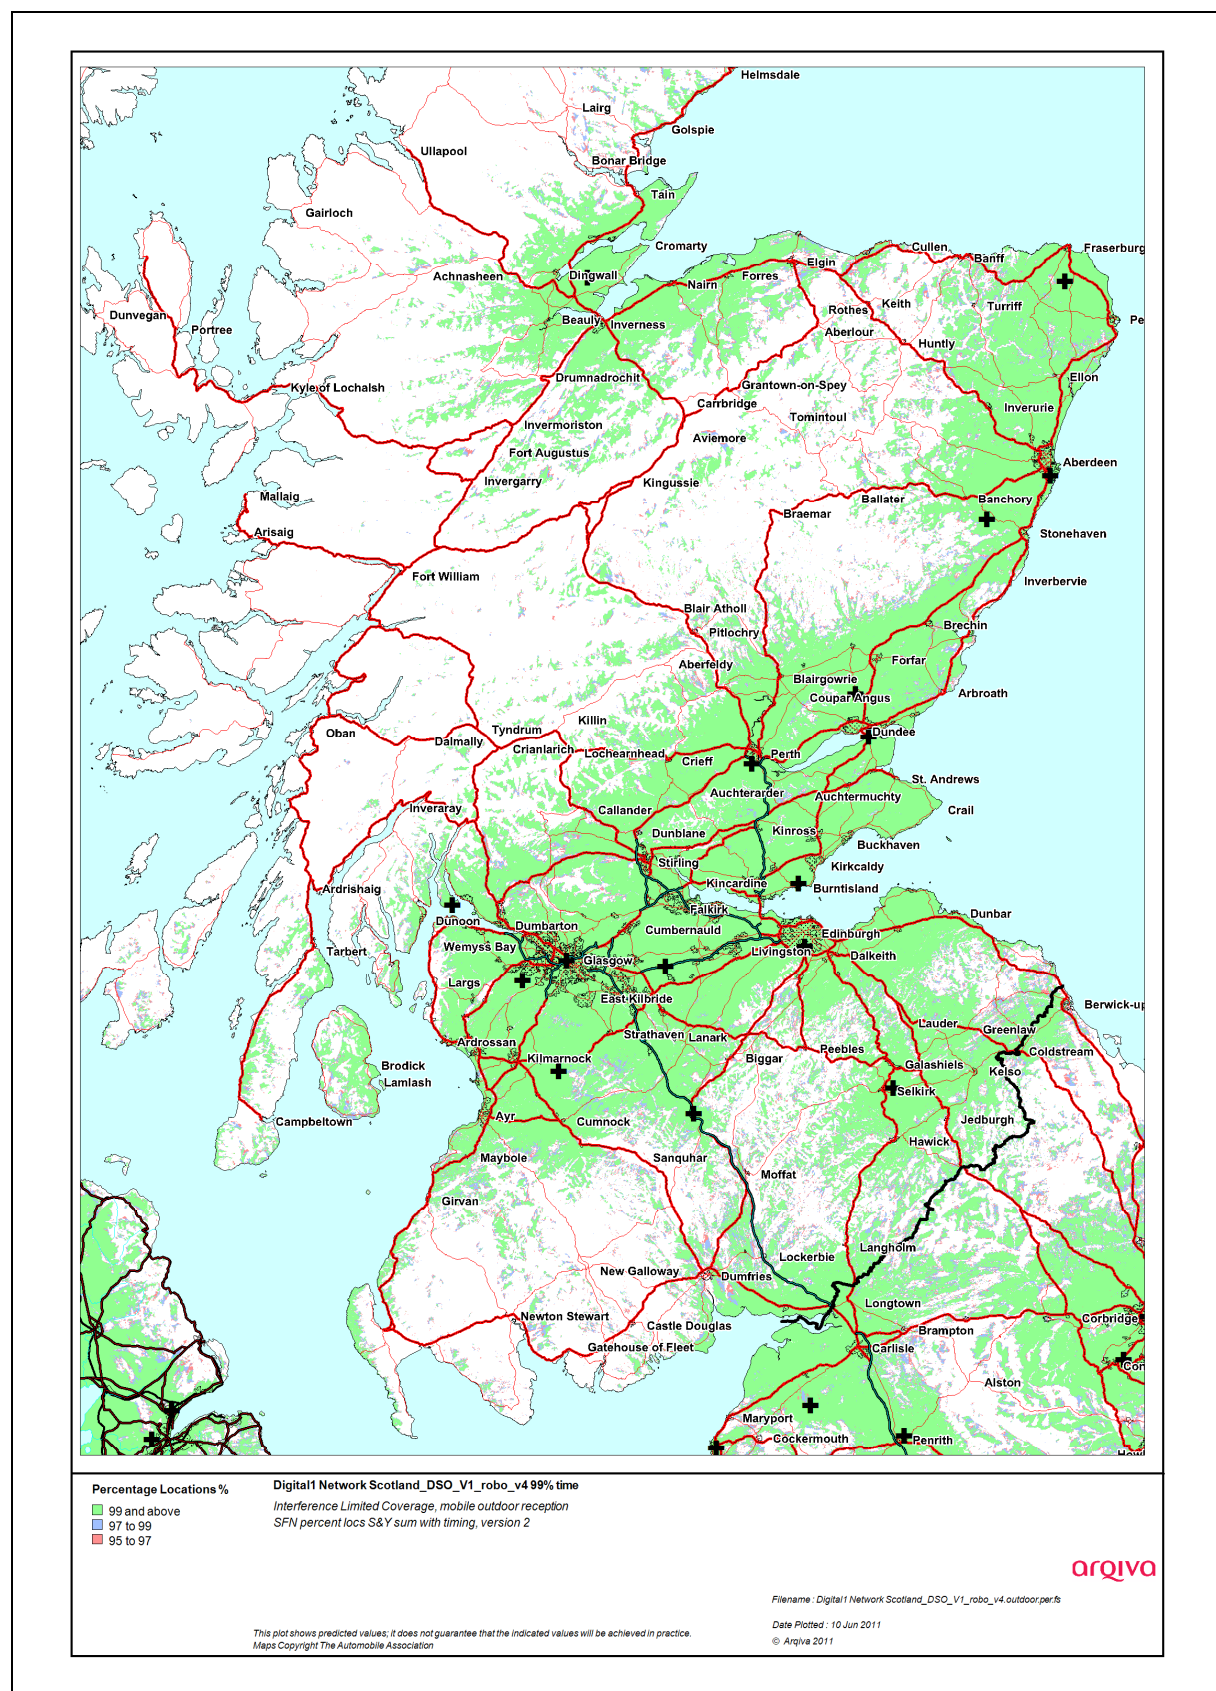 Helmsdale
Lairg
Golspie
Ullapool
Bonar Bridge
Tain
Gairloch
Cromarty
Cullen
Fraserburg
Banff
Elgin
Achnasheen
Dingwall
Forres
Nairn
Keith
Turriff
Rothes
Dunvegan
Portree
Beauly
Inverness
Pe
Aberlour
Huntly
Drumnadrochit
Ellon
Kyle of Lochalsh
Grantown-on-Spey
Carrbridge
Inverurie
Tomintoul
Invermoriston
Aviemore
Fort Augustus
Aberdeen
Invergarry
Kingussie
Mallaig
Ballater
Banchory
Braemar
Arisaig
Stonehaven
Fort William
Inverbervie
Blair Atholl
Brechin
Pitlochry
Forfar
Aberfeldy
Blairgowrie
Arbroath
Coupar Angus
Killin
Oban
Tyndrum
Dundee
Dalmally
Crianlarich
Lochearnhead
Perth
Crieff
St. Andrews
Auchterarder
Auchtermuchty
Inveraray
Callander
Crail
Dunblane
Kinross
Buckhaven
Stirling
Kirkcaldy
Kincardine
Ardrishaig
Burntisland
Falkirk
Dunbar
Dunoon
Dumbarton
Cumbernauld
Edinburgh
Wemyss Bay
Tarbert
Livingston
Dalkeith
Glasgow
Largs
East Kilbride
Berwick-up
Lauder
Greenlaw
Strathaven
Lanark
Ardrossan
Peebles
Coldstream
Kilmarnock
Biggar
Brodick
Galashiels
Kelso
Lamlash
Selkirk
Ayr
Campbeltown
Cumnock
Jedburgh
Hawick
Maybole
Sanquhar
Moffat
Girvan
Langholm
Lockerbie
New Galloway
Dumfries
Longtown
Newton Stewart
Corbridge
Castle Douglas
Brampton
Gatehouse of Fleet
Carlisle
Con
Alston
Maryport
Cockermouth
Penrith
How
Percentage Locations %
99 and above
97 to 99
95 to 97
Digital1 Network Scotland_DSO_V1_robo_v4 99% time
Interference Limited Coverage, mobile outdoor reception
SFN percent locs S&Y sum with timing, version 2
arqiva
Filename : Digital1 Network Scotland_DSO_V1_robo_v4.outdoor.per.fs
Date Plotted : 10 Jun 2011
© Arqiva 2011
This plot shows predicted values; it does not guarantee that the indicated values will be achieved in practice.
Maps Copyright The Automobile Association